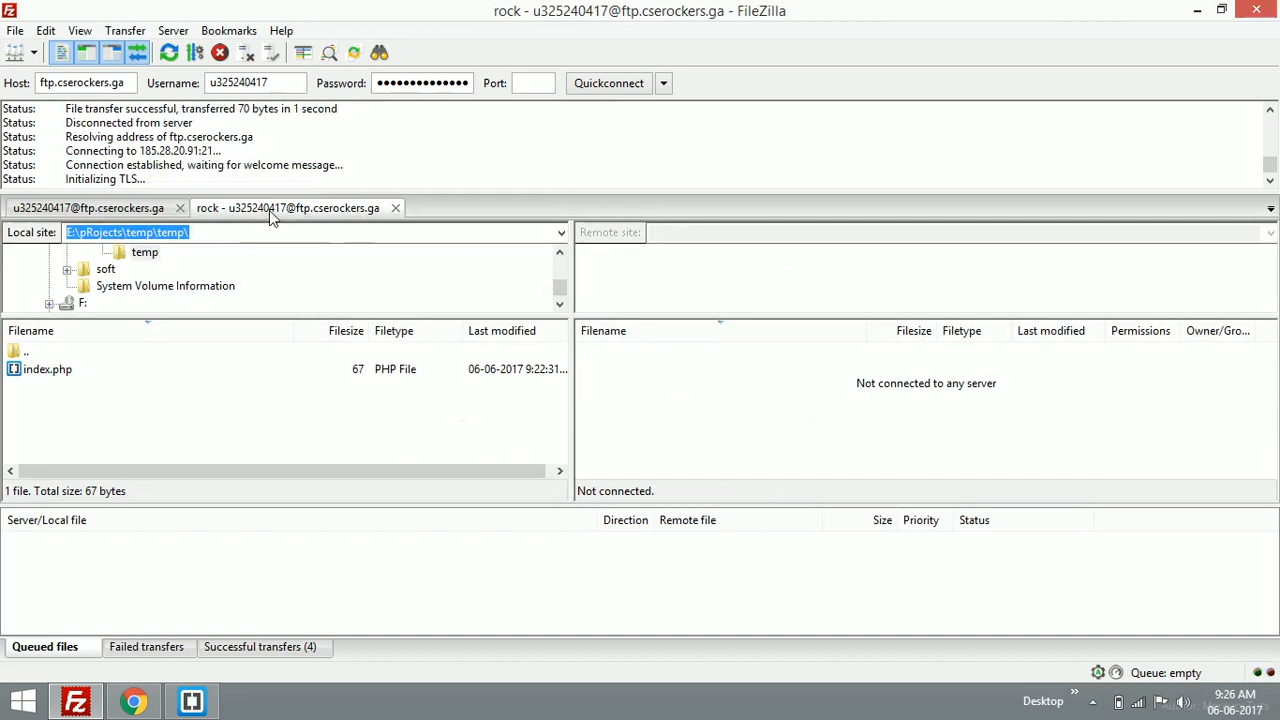 rock - u325240417@ftp.cserockers.ga - FileZilla
File Edit View Transfer Server Bookmarks Help
Host: ftp.cserockers.ga Username: u325240417 Password: ●●●●●●●●●●●●●● Port: Quickconnect
Status: File transfer successful, transferred 70 bytes in 1 second
Status: Disconnected from server
Status: Resolving address of ftp.cserockers.ga
Status: Connecting to 185.28.20.91:21...
Status: Connection established, waiting for welcome message...
Status: Initializing TLS...
u325240417@ftp.cserockers.ga rock - u325240417@ftp.cserockers.ga
Local site: E:\pRojects\temp\temp\ Remote site:
temp
soft
System Volume Information
F:
Filename Filesize Filetype Last modified Filename Filesize Filetype Last modified Permissions Owner/Gro...
..
index.php 67 PHP File 06-06-2017 9:22:31... Not connected to any server
1 file. Total size: 67 bytes Not connected.
Server/Local file Direction Remote file Size Priority Status
Queued files Failed transfers Successful transfers (4)
Queue: empty
Desktop 9:26 AM
06-06-2017